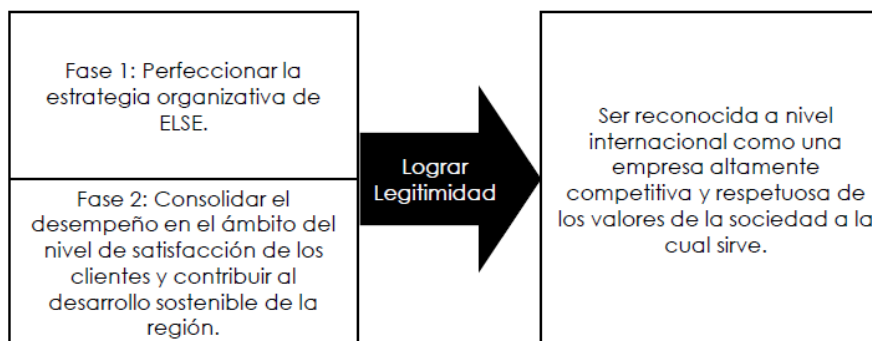 Fase 1: Perfeccionar la
estrategia organizativa de
ELSE.
Fase 2: Consolidar el
desempeño en el ámbito del
nivel de satisfacción de los
clientes y contribuir al
desarrollo sostenible de la
región.
Lograr
Legitimidad
Ser reconocida a nivel
internacional como una
empresa altamente
competitiva y respetuosa de
los valores de la sociedad a la
cual sirve.